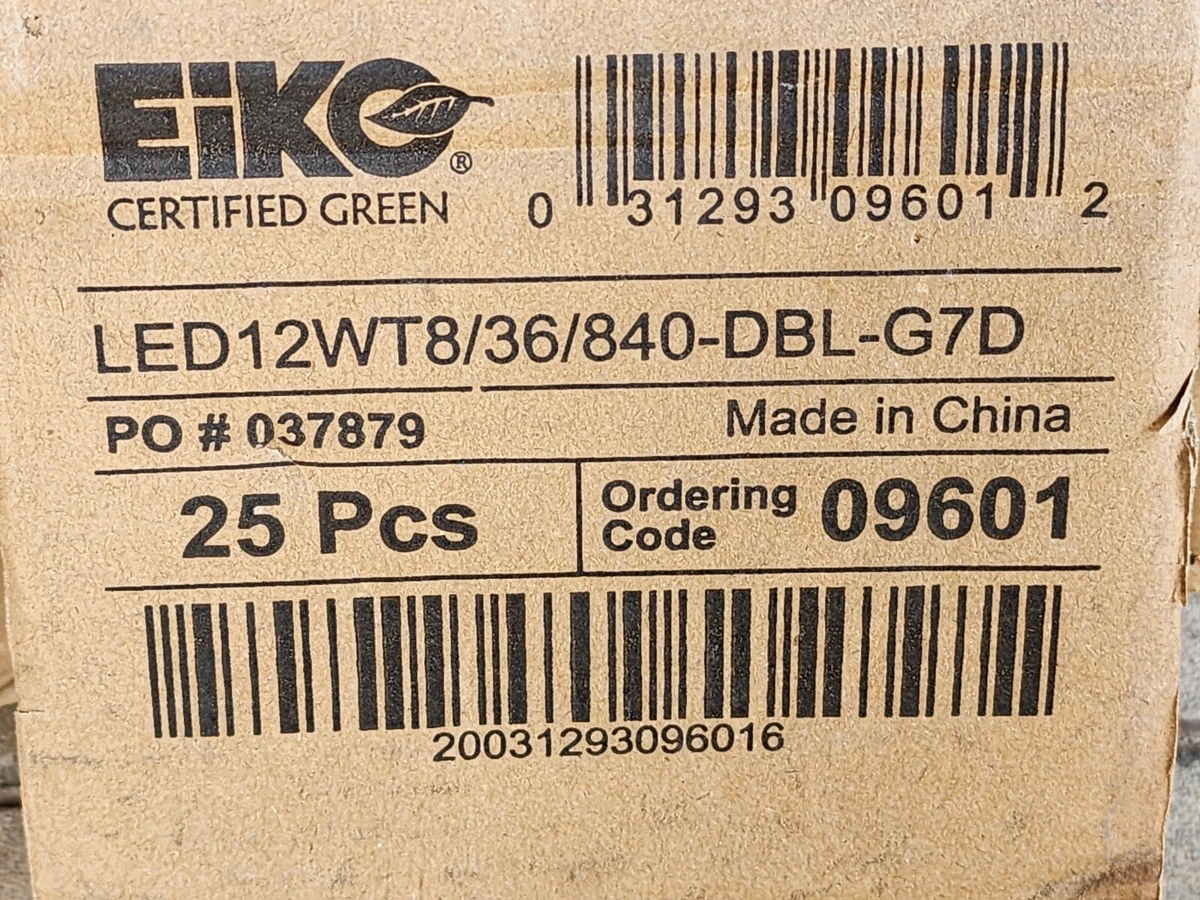 EiKO®
CERTIFIED GREEN
0 31293 09601 2
LED12WT8/36/840-DBL-G7D
PO # 037879
Made in China
25 Pcs
Ordering
Code
09601
20031293096016